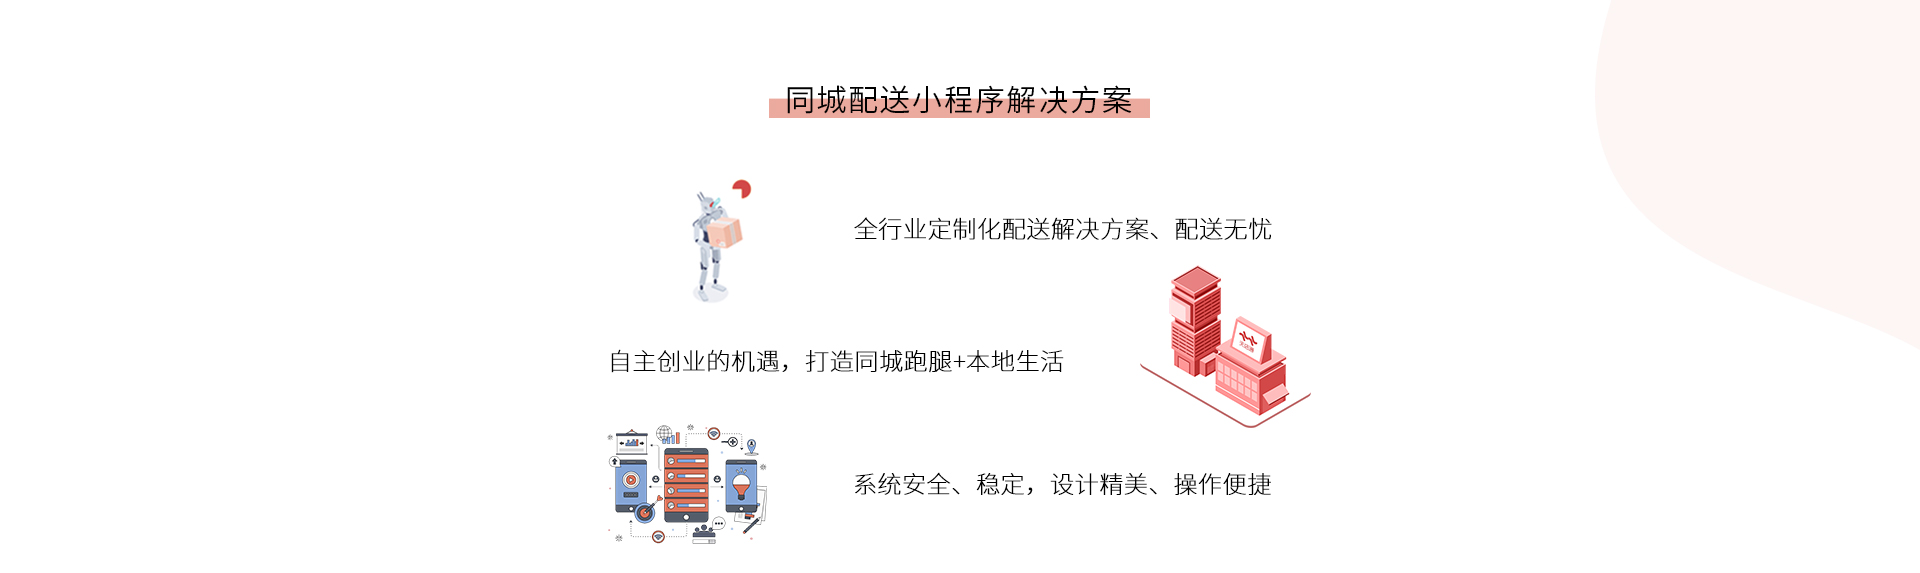 同城配送小程序解决方案
全行业定制化配送解决方案、配送无忧
自主创业的机遇，打造同城跑腿+本地生活
系统安全、稳定，设计精美、操作便捷